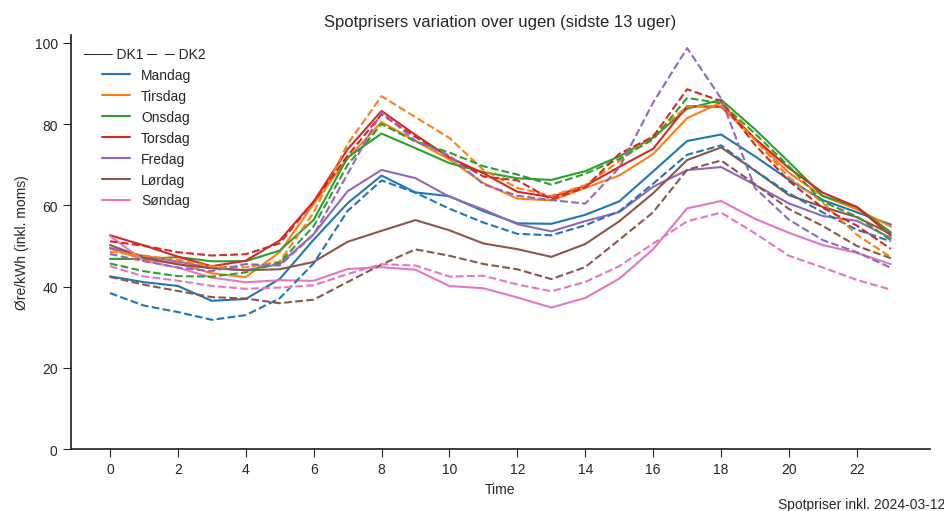 Spotprisers variation over ugen (sidste 13 uger)
DK1 DK2
Mandag
Tirsdag
Onsdag
Torsdag
Fredag
Lørdag
Søndag
Øre/kWh (inkl. moms)
100
80
60
40
20
0
0 2 4 6 8 10 12 14 16 18 20 22
Time
Spotpriser inkl. 2024-03-12